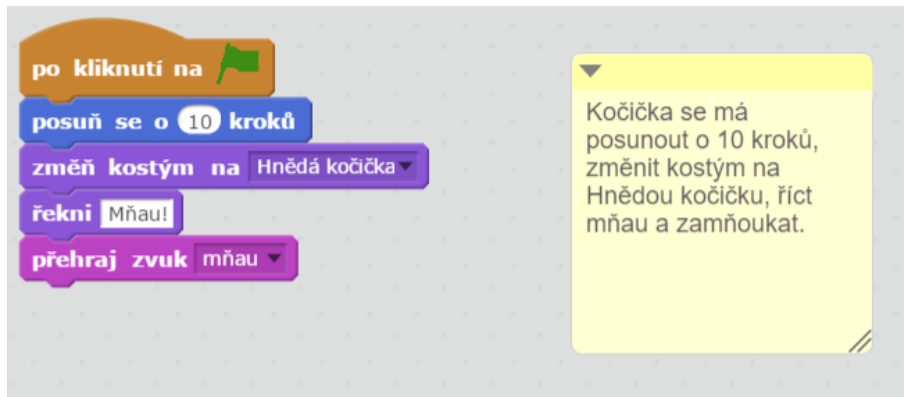 po kliknutí na
posuň se o 10 kroků
změň kostým na Hnědá kočička
řekni Mňau!
přehraj zvuk mňau
Kočička se má
posunout o 10 kroků,
změnit kostým na
Hnědou kočičku, říct
mňau a zamňoukat.